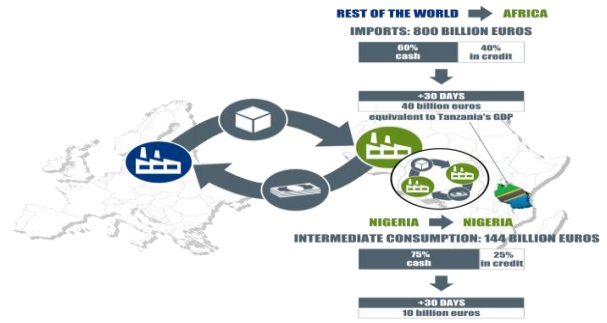 REST OF THE WORLD AFRICA
IMPORTS: 800 BILLION EUROS
60% 40%
cash in credit
+30 DAYS
40 billion euros
equivalent to Tanzania's GDP
NIGERIA NIGERIA
INTERMEDIATE CONSUMPTION: 144 BILLION EUROS
75% 25%
cash in credit
+30 DAYS
10 billion euros